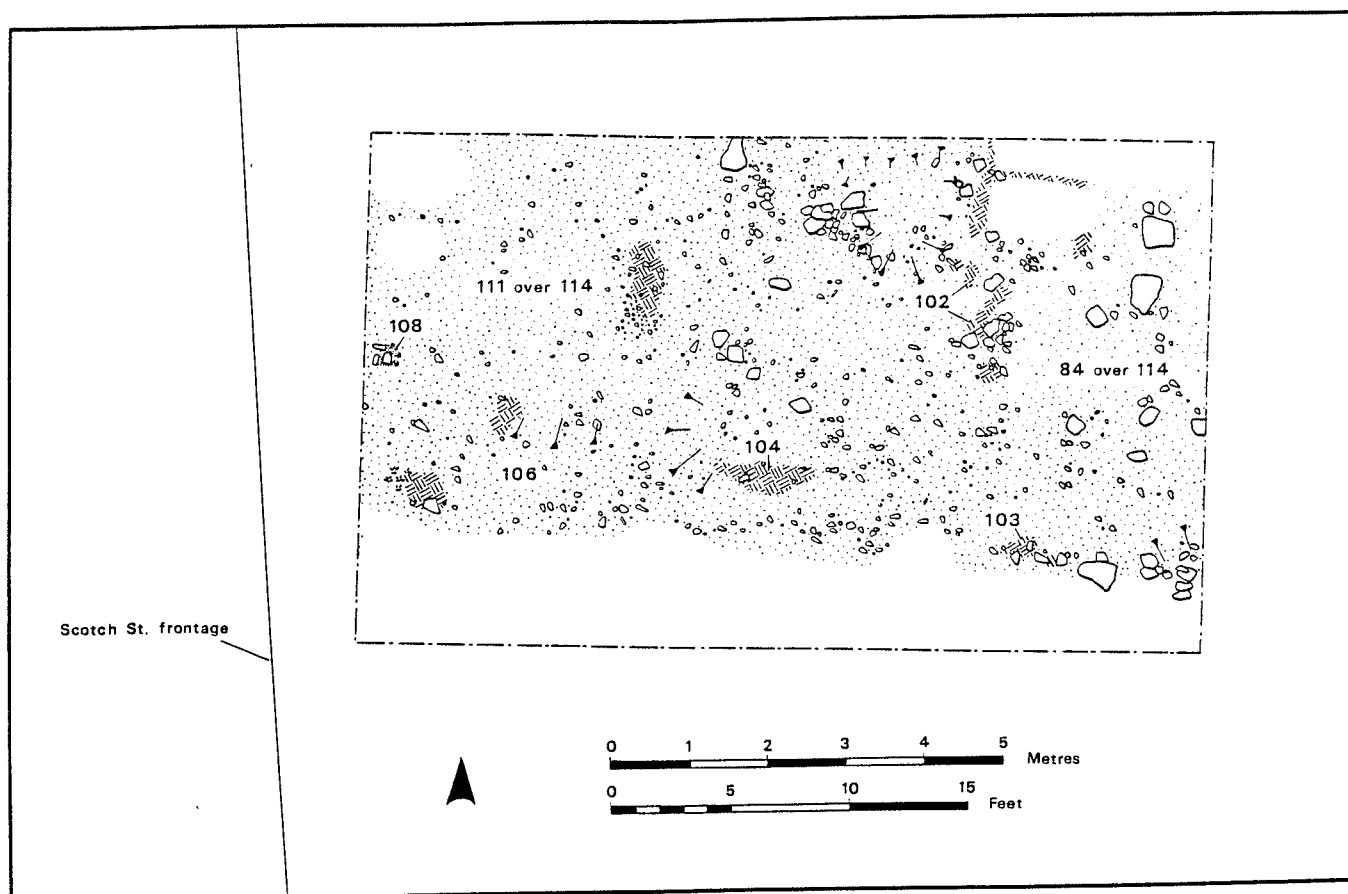 111 over 114
102
108
84 over 114
104
106
103
Scotch St. frontage
0 1 2 3 4 5 Metres
0 5 10 15 Feet